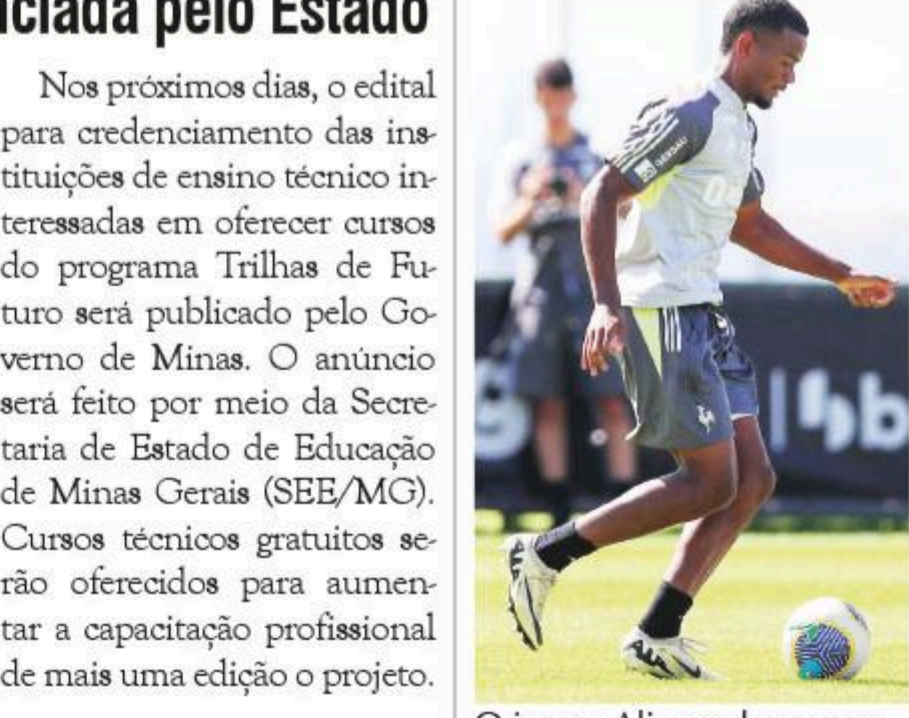 iciada pelo Estado
Nos próximos dias, o edital
para credenciamento das ins-
tituições de ensino técnico in-
teressadas em oferecer cursos
do programa Trilhas de Fu-
turo será publicado pelo Go-
verno de Minas. O anúncio
será feito por meio da Secre-
taria de Estado de Educação
de Minas Gerais (SEE/MG).
Cursos técnicos gratuitos se-
rão oferecidos para aumen-
tar a capacitação profissional
de mais uma edição o projeto.
GERDAU